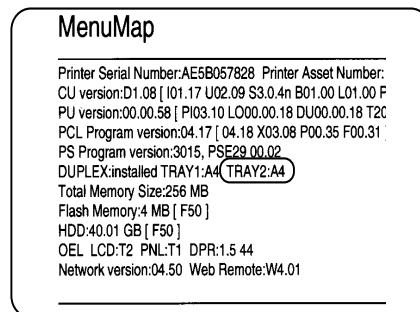 MenuMap
Printer Serial Number:AE5B057828 Printer Asset Number:
CU version:D1.08 [ I01.17 U02.09 S3.0.4n B01.00 L01.00 P
PU version:00.00.58 [ PI03.10 LO00.00.18 DU00.00.18 T20
PCL Program version:04.17 [ 04.18 X03.08 P00.35 F00.31 ]
PS Program version:3015, PSE29 00.02
DUPLEX:installed TRAY1:A4 TRAY2:A4
Total Memory Size:256 MB
Flash Memory:4 MB [ F50 ]
HDD:40.01 GB [ F50 ]
OEL LCD:T2 PNL:T1 DPR:1.5 44
Network version:04.50 Web Remote:W4.01